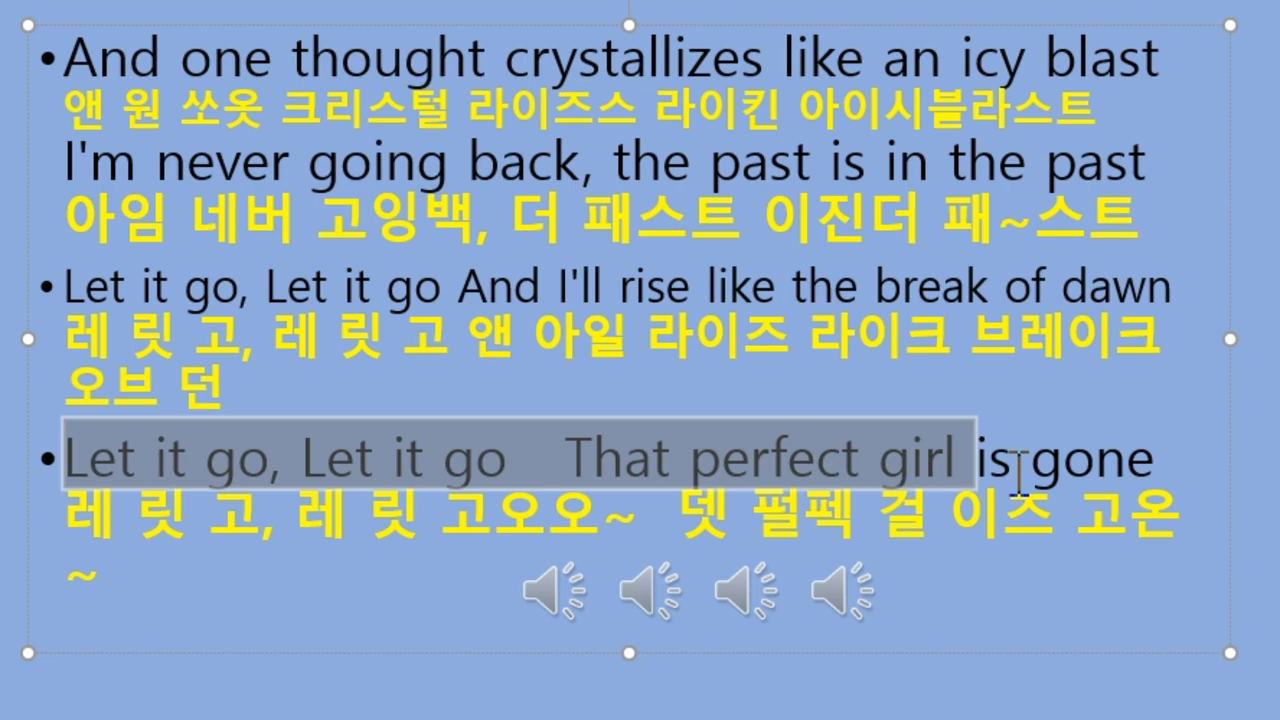 •And one thought crystallizes like an icy blast
앤 원 쏘옷 크리스털 라이즈스 라이킨 아이시블라스트
I'm never going back, the past is in the past
아임 네버 고잉백, 더 패스트 이진더 패~스트
•Let it go, Let it go And I'll rise like the break of dawn
레 릿 고, 레 릿 고 앤 아일 라이즈 라이크 브레이크
오브 던
•Let it go, Let it go That perfect girl is gone
레 릿 고, 레 릿 고오오~ 뎃 펄펙 걸 이즈 고온
~